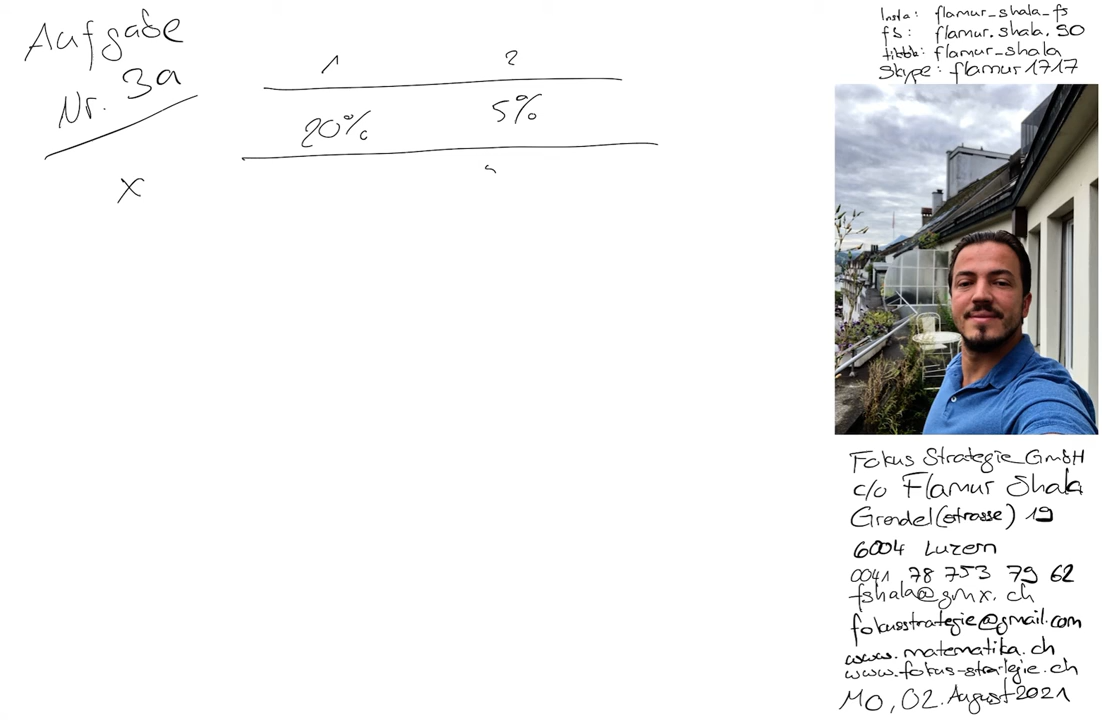 Aufgabe
Nr. 3a
1 2
20% 5%
x
Insta: flamur_shala_fs
fb: flamur.shala.90
tiktok: flamur_shala
Skype: flamur1717
Fokus Strategie GmbH
c/o Flamur Shala
Grendel(strasse) 19
6004 Luzern
0041 78 753 79 62
fshala@gmx.ch
fokusstrategie@gmail.com
www.matematika.ch
www.fokus-strategie.ch
MO, 02. August 2021